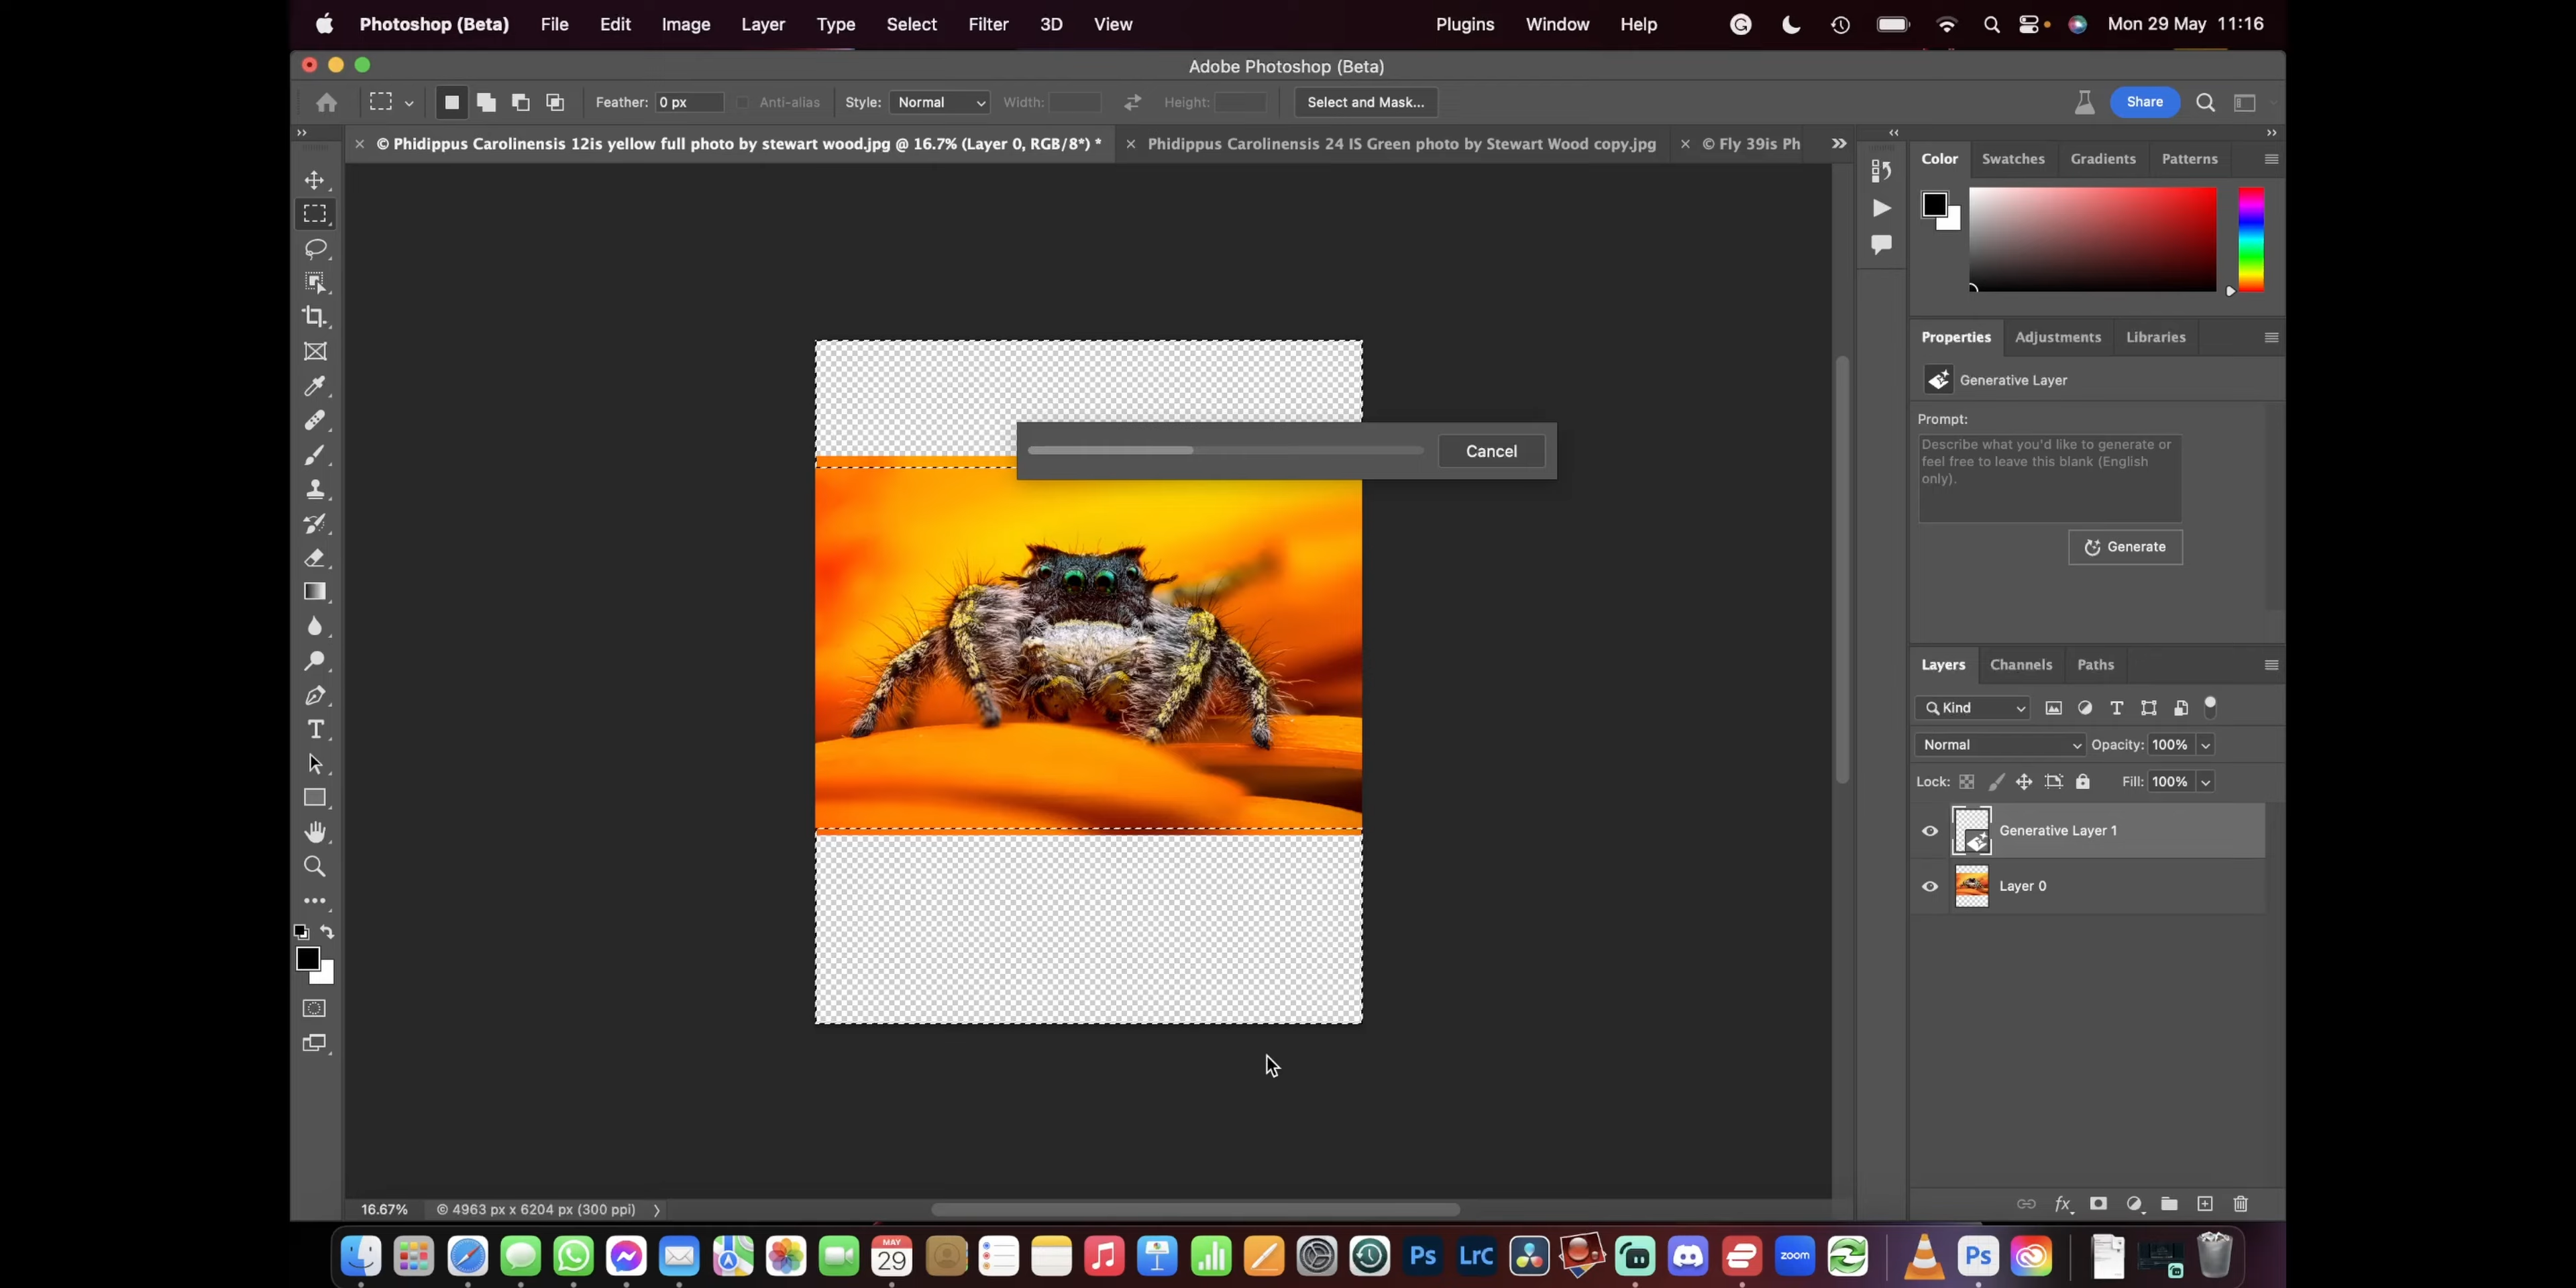 Photoshop (Beta) File Edit Image Layer Type Select Filter 3D View Plugins Window Help Mon 29 May 11:16
Adobe Photoshop (Beta)
Feather: 0 px Anti-alias Style: Normal Width: Height: Select and Mask... Share
© Phidippus Carolinensis 12is yellow full photo by stewart wood.jpg @ 16.7% (Layer 0, RGB/8*) * Phidippus Carolinensis 24 IS Green photo by Stewart Wood copy.jpg © Fly 39is Ph
Color Swatches Gradients Patterns
Properties Adjustments Libraries
Generative Layer
Prompt:
Describe what you'd like to generate or
feel free to leave this blank (English
only).
Cancel
Generate
Layers Channels Paths
Kind
Normal Opacity: 100%
Lock: Fill: 100%
Generative Layer 1
Layer 0
16.67% © 4963 px x 6204 px (300 ppi)
fx
MAY
29
Ps
LrC
zoom
Ps